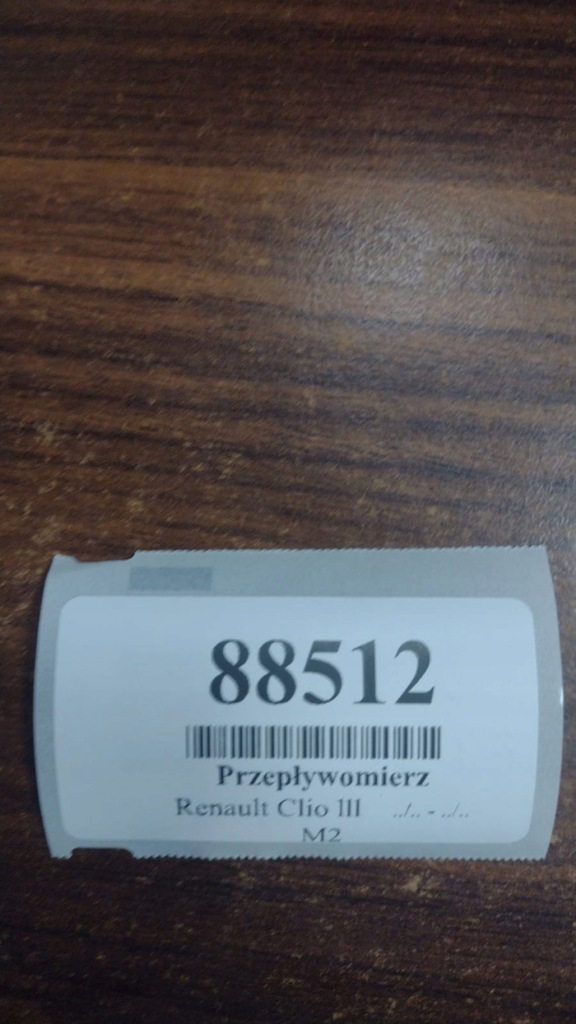 88512
Przepływomierz
Renault Clio III ../.. - ../..
M2